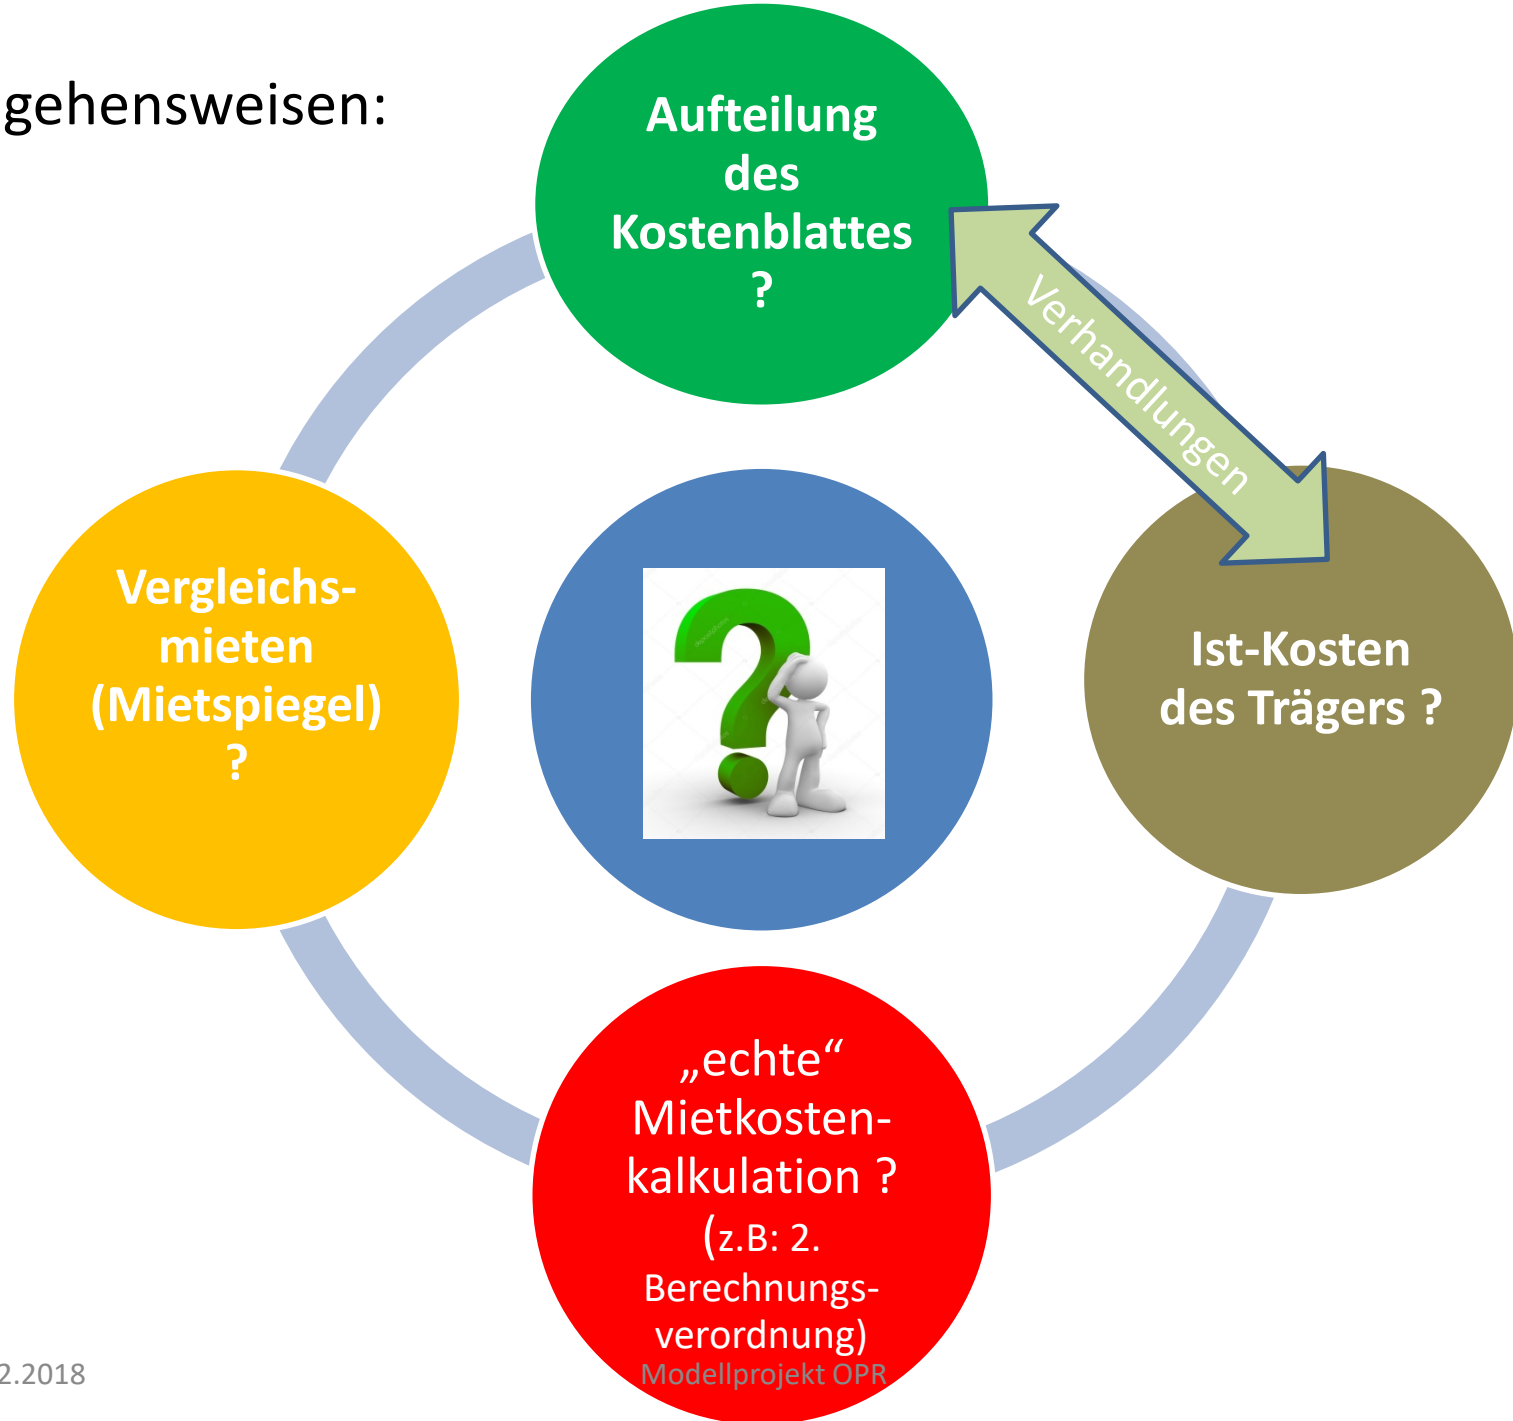 gehensweisen:
Aufteilung
des
Kostenblattes
?
Verhandlungen
Vergleichs-
mieten
(Mietspiegel)
?
Ist-Kosten
des Trägers ?
„echte“
Mietkosten-
kalkulation ?
(z.B: 2.
Berechnungs-
verordnung)
2.2018
Modellprojekt OPR